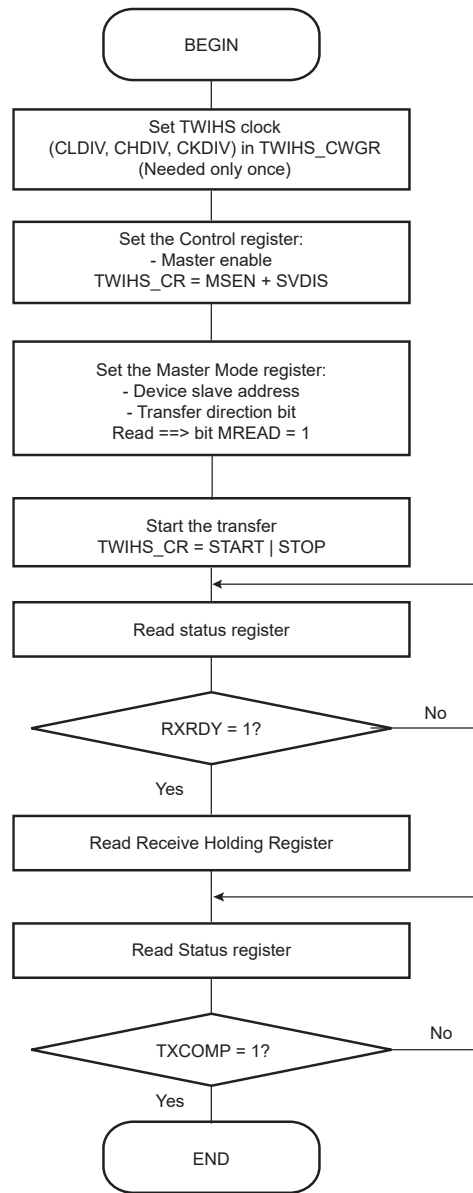 BEGIN
Set TWIHS clock
(CLDIV, CHDIV, CKDIV) in TWIHS_CWGR
(Needed only once)
Set the Control register:
- Master enable
TWIHS_CR = MSEN + SVDIS
Set the Master Mode register:
- Device slave address
- Transfer direction bit
Read ==> bit MREAD = 1
Start the transfer
TWIHS_CR = START | STOP
Read status register
RXRDY = 1?
No
Yes
Read Receive Holding Register
Read Status register
TXCOMP = 1?
No
Yes
END